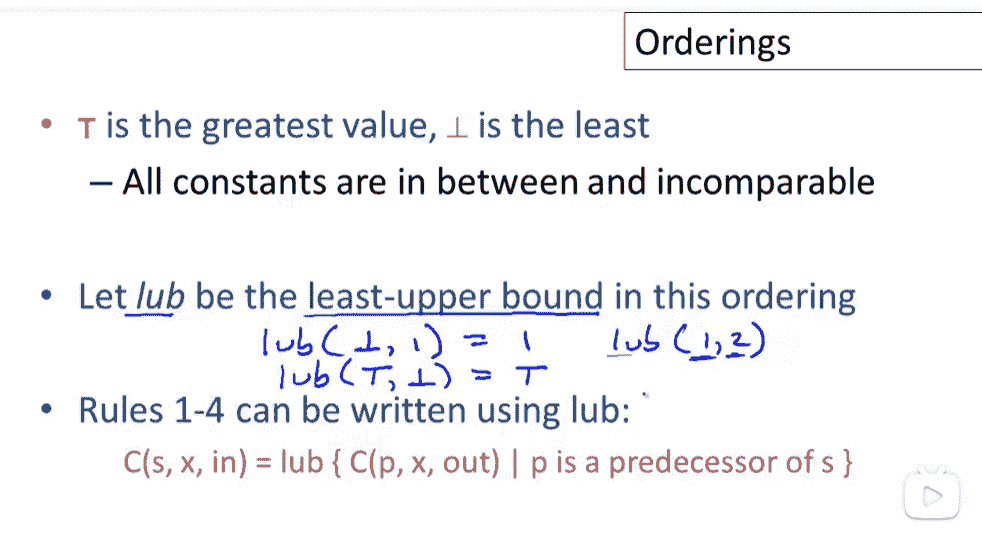 Orderings
• ⊤ is the greatest value, ⊥ is the least
– All constants are in between and incomparable
• Let lub be the least-upper bound in this ordering
lub(⊥, 1) = 1 lub(1,2)
lub(⊤, ⊥) = ⊤
• Rules 1-4 can be written using lub:
C(s, x, in) = lub { C(p, x, out) | p is a predecessor of s }